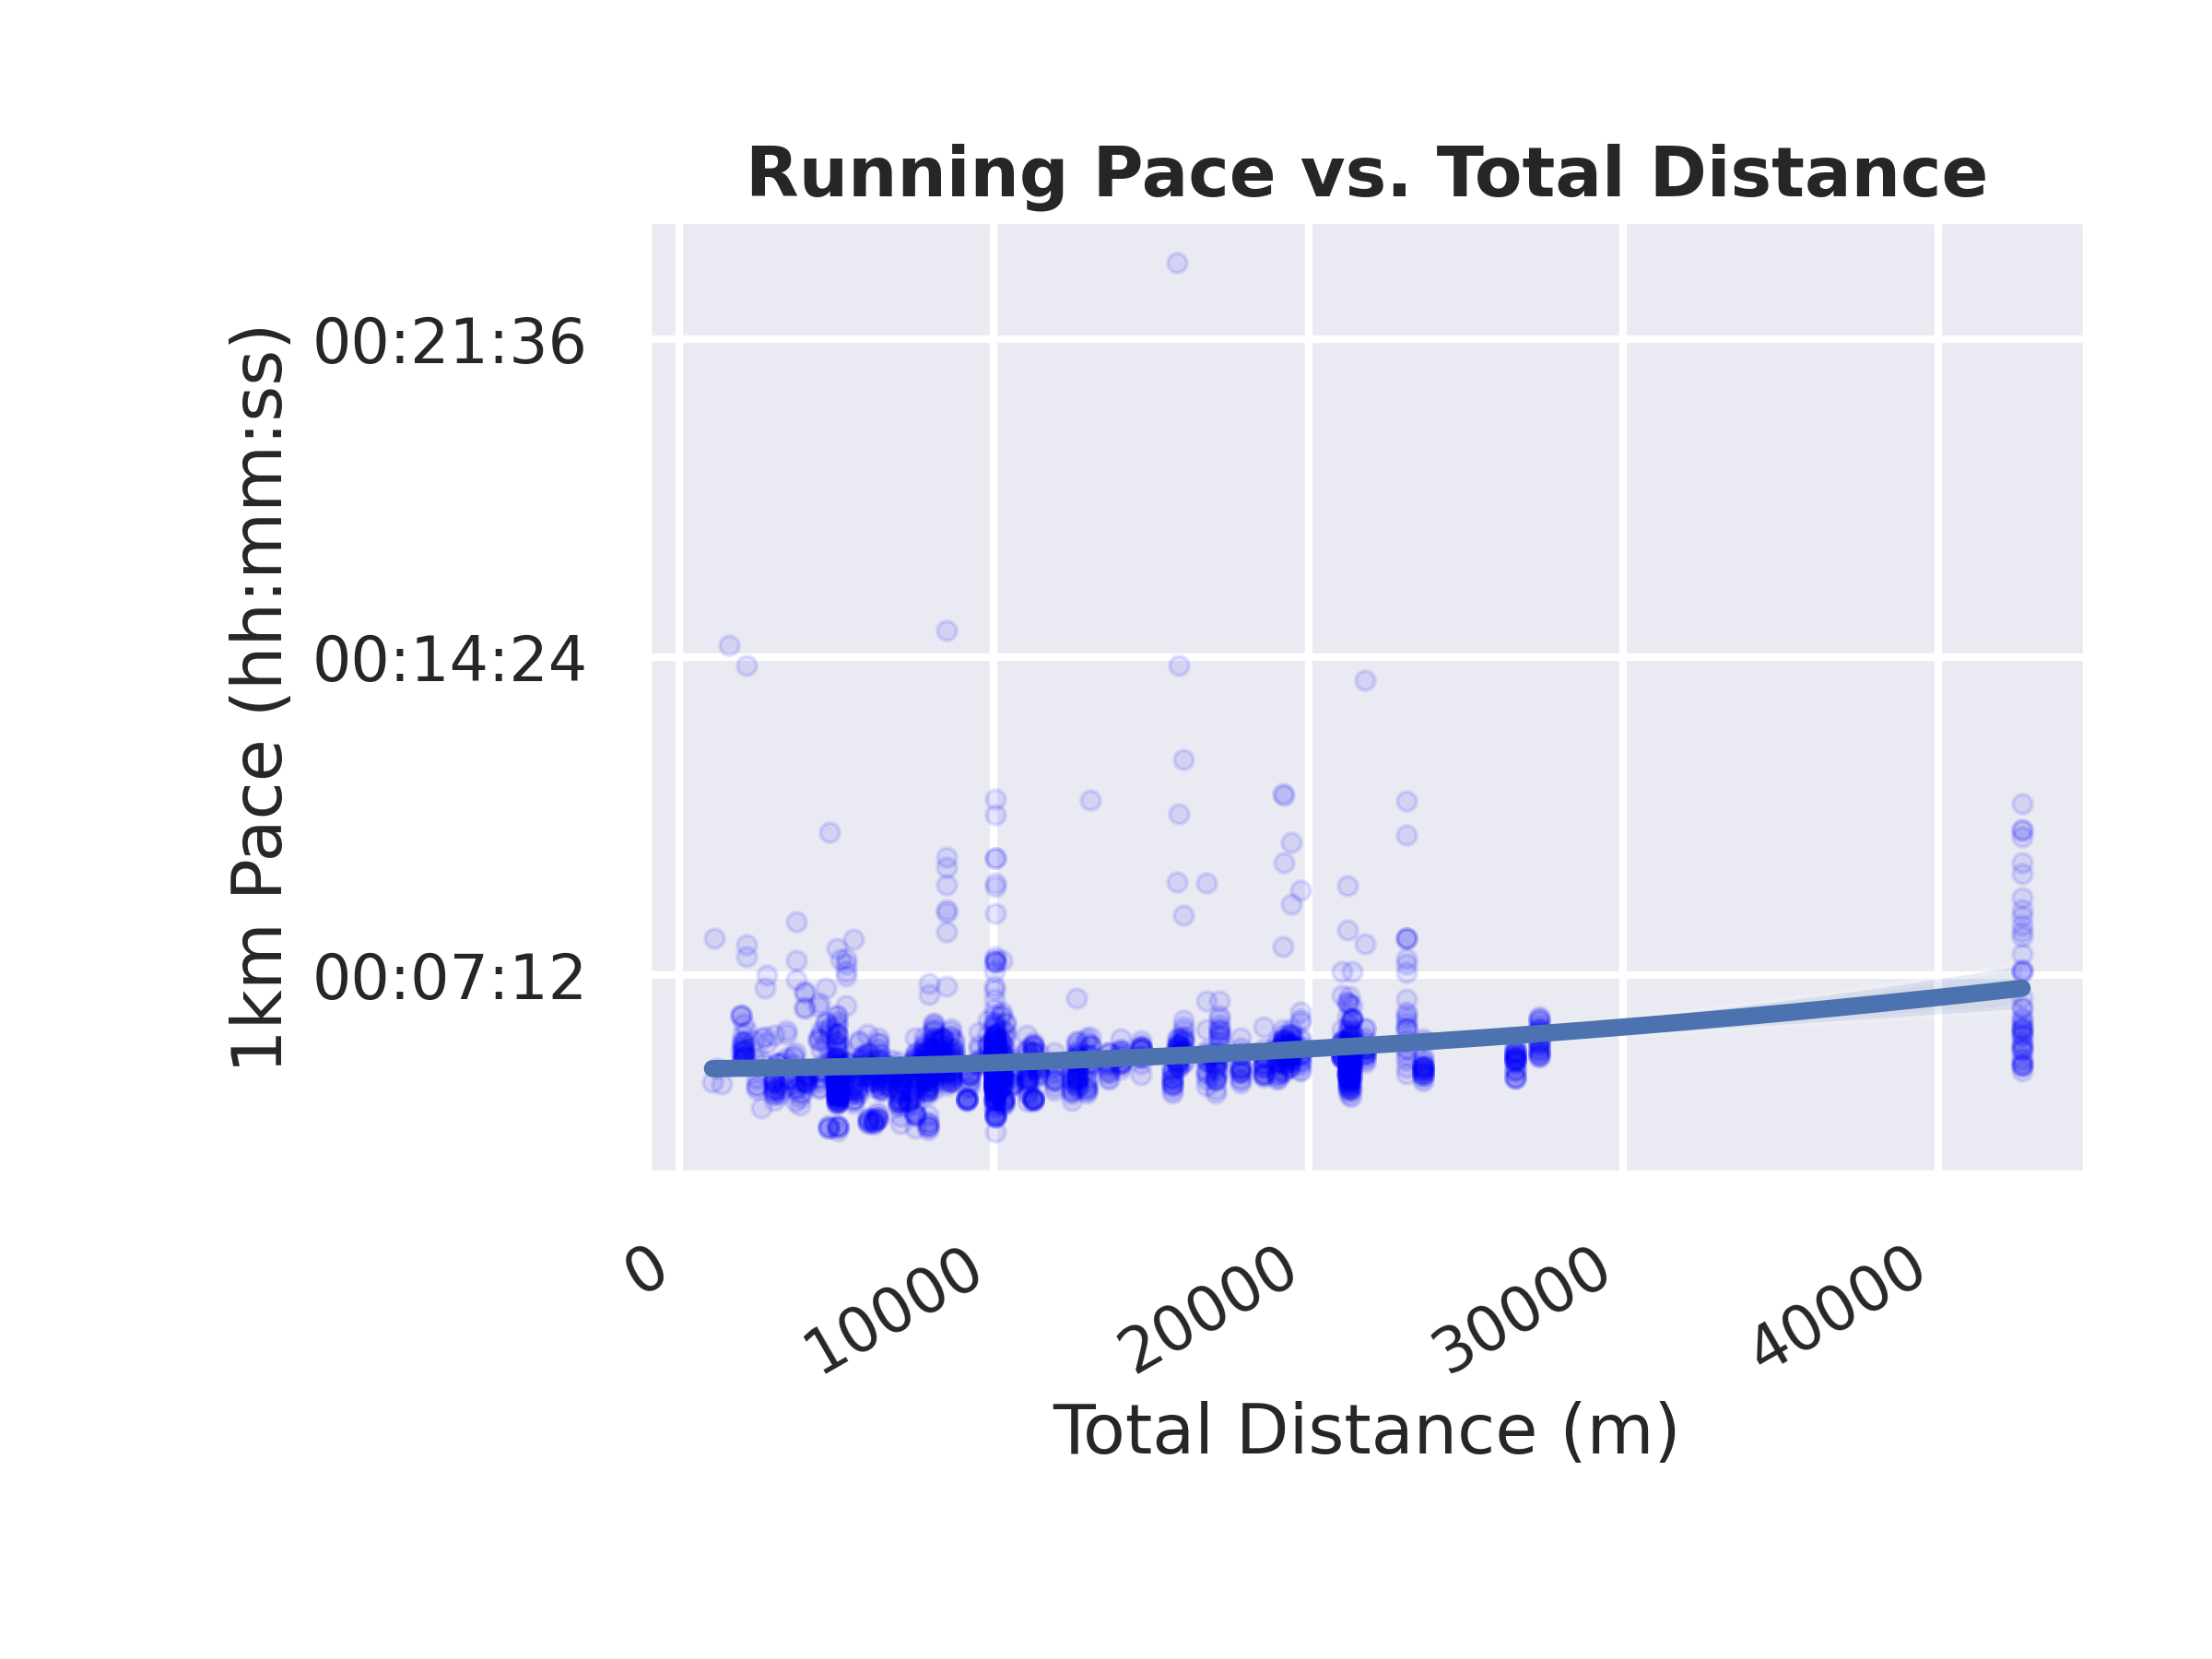 Running Pace vs. Total Distance
1km Pace (hh:mm:ss)
00:21:36
00:14:24
00:07:12
0
10000
20000
30000
40000
Total Distance (m)